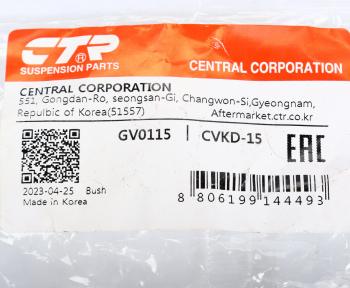 CTR
®
SUSPENSION PARTS
CENTRAL CORPORATION
CENTRAL CORPORATION
551, Gongdan-Ro, seongsan-Gi, Changwon-Si,Gyeongnam,
Repulbic of Korea(51557)
Aftermarket.ctr.co.kr
GV0115 CVKD-15
EAC
2023-04-25 Bush
Made in Korea
8 806199 144493